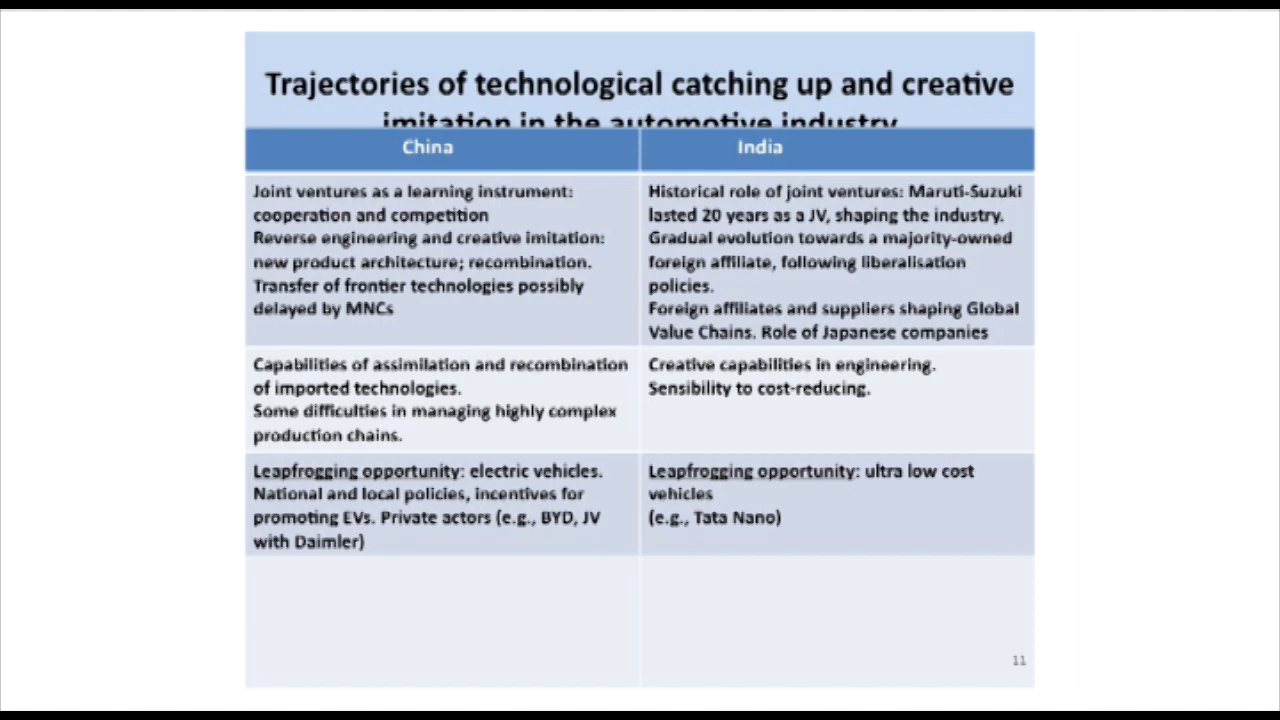 Trajectories of technological catching up and creative
imitation in the automotive industry
China
India
Joint ventures as a learning instrument:
cooperation and competition
Reverse engineering and creative imitation:
new product architecture; recombination.
Transfer of frontier technologies possibly
delayed by MNCs
Historical role of joint ventures: Maruti-Suzuki
lasted 20 years as a JV, shaping the industry.
Gradual evolution towards a majority-owned
foreign affiliate, following liberalisation
policies.
Foreign affiliates and suppliers shaping Global
Value Chains. Role of Japanese companies
Capabilities of assimilation and recombination
of imported technologies.
Some difficulties in managing highly complex
production chains.
Creative capabilities in engineering.
Sensibility to cost-reducing.
Leapfrogging opportunity: electric vehicles.
National and local policies, incentives for
promoting EVs. Private actors (e.g., BYD, JV
with Daimler)
Leapfrogging opportunity: ultra low cost
vehicles
(e.g., Tata Nano)
11